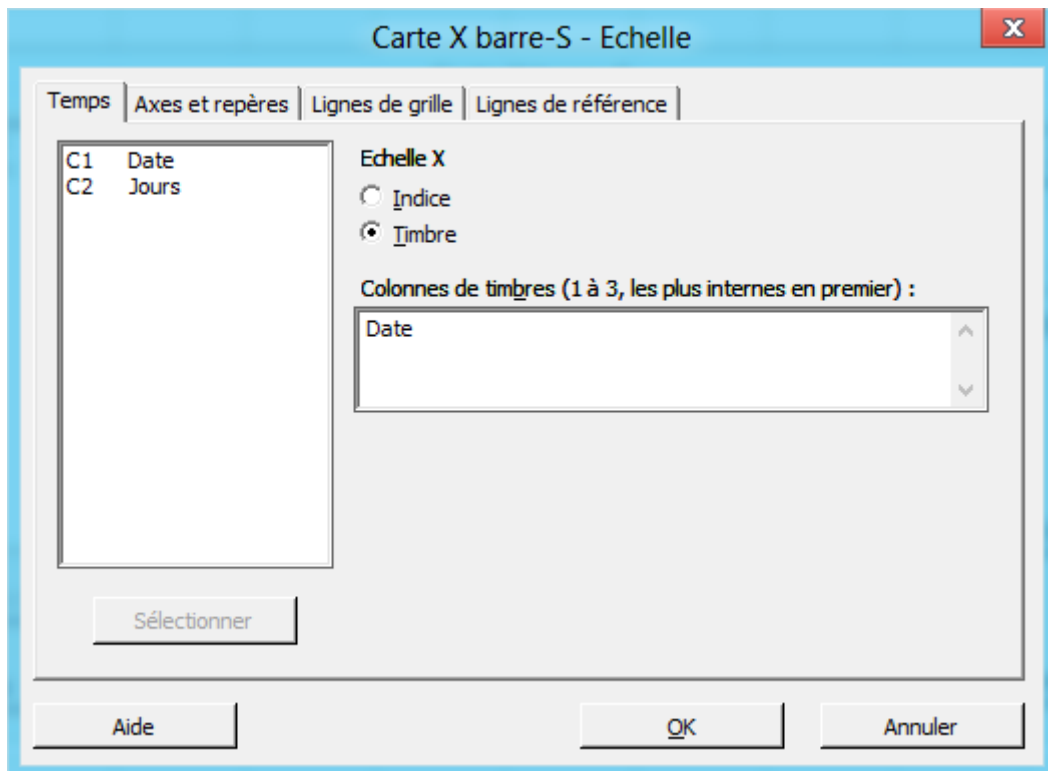 Carte X barre-S - Echelle
x
Temps Axes et repères Lignes de grille Lignes de référence
C1 Date
C2 Jours
Echelle X
Indice
Timbre
Colonnes de timbres (1 à 3, les plus internes en premier) :
Date
Sélectionner
Aide OK Annuler